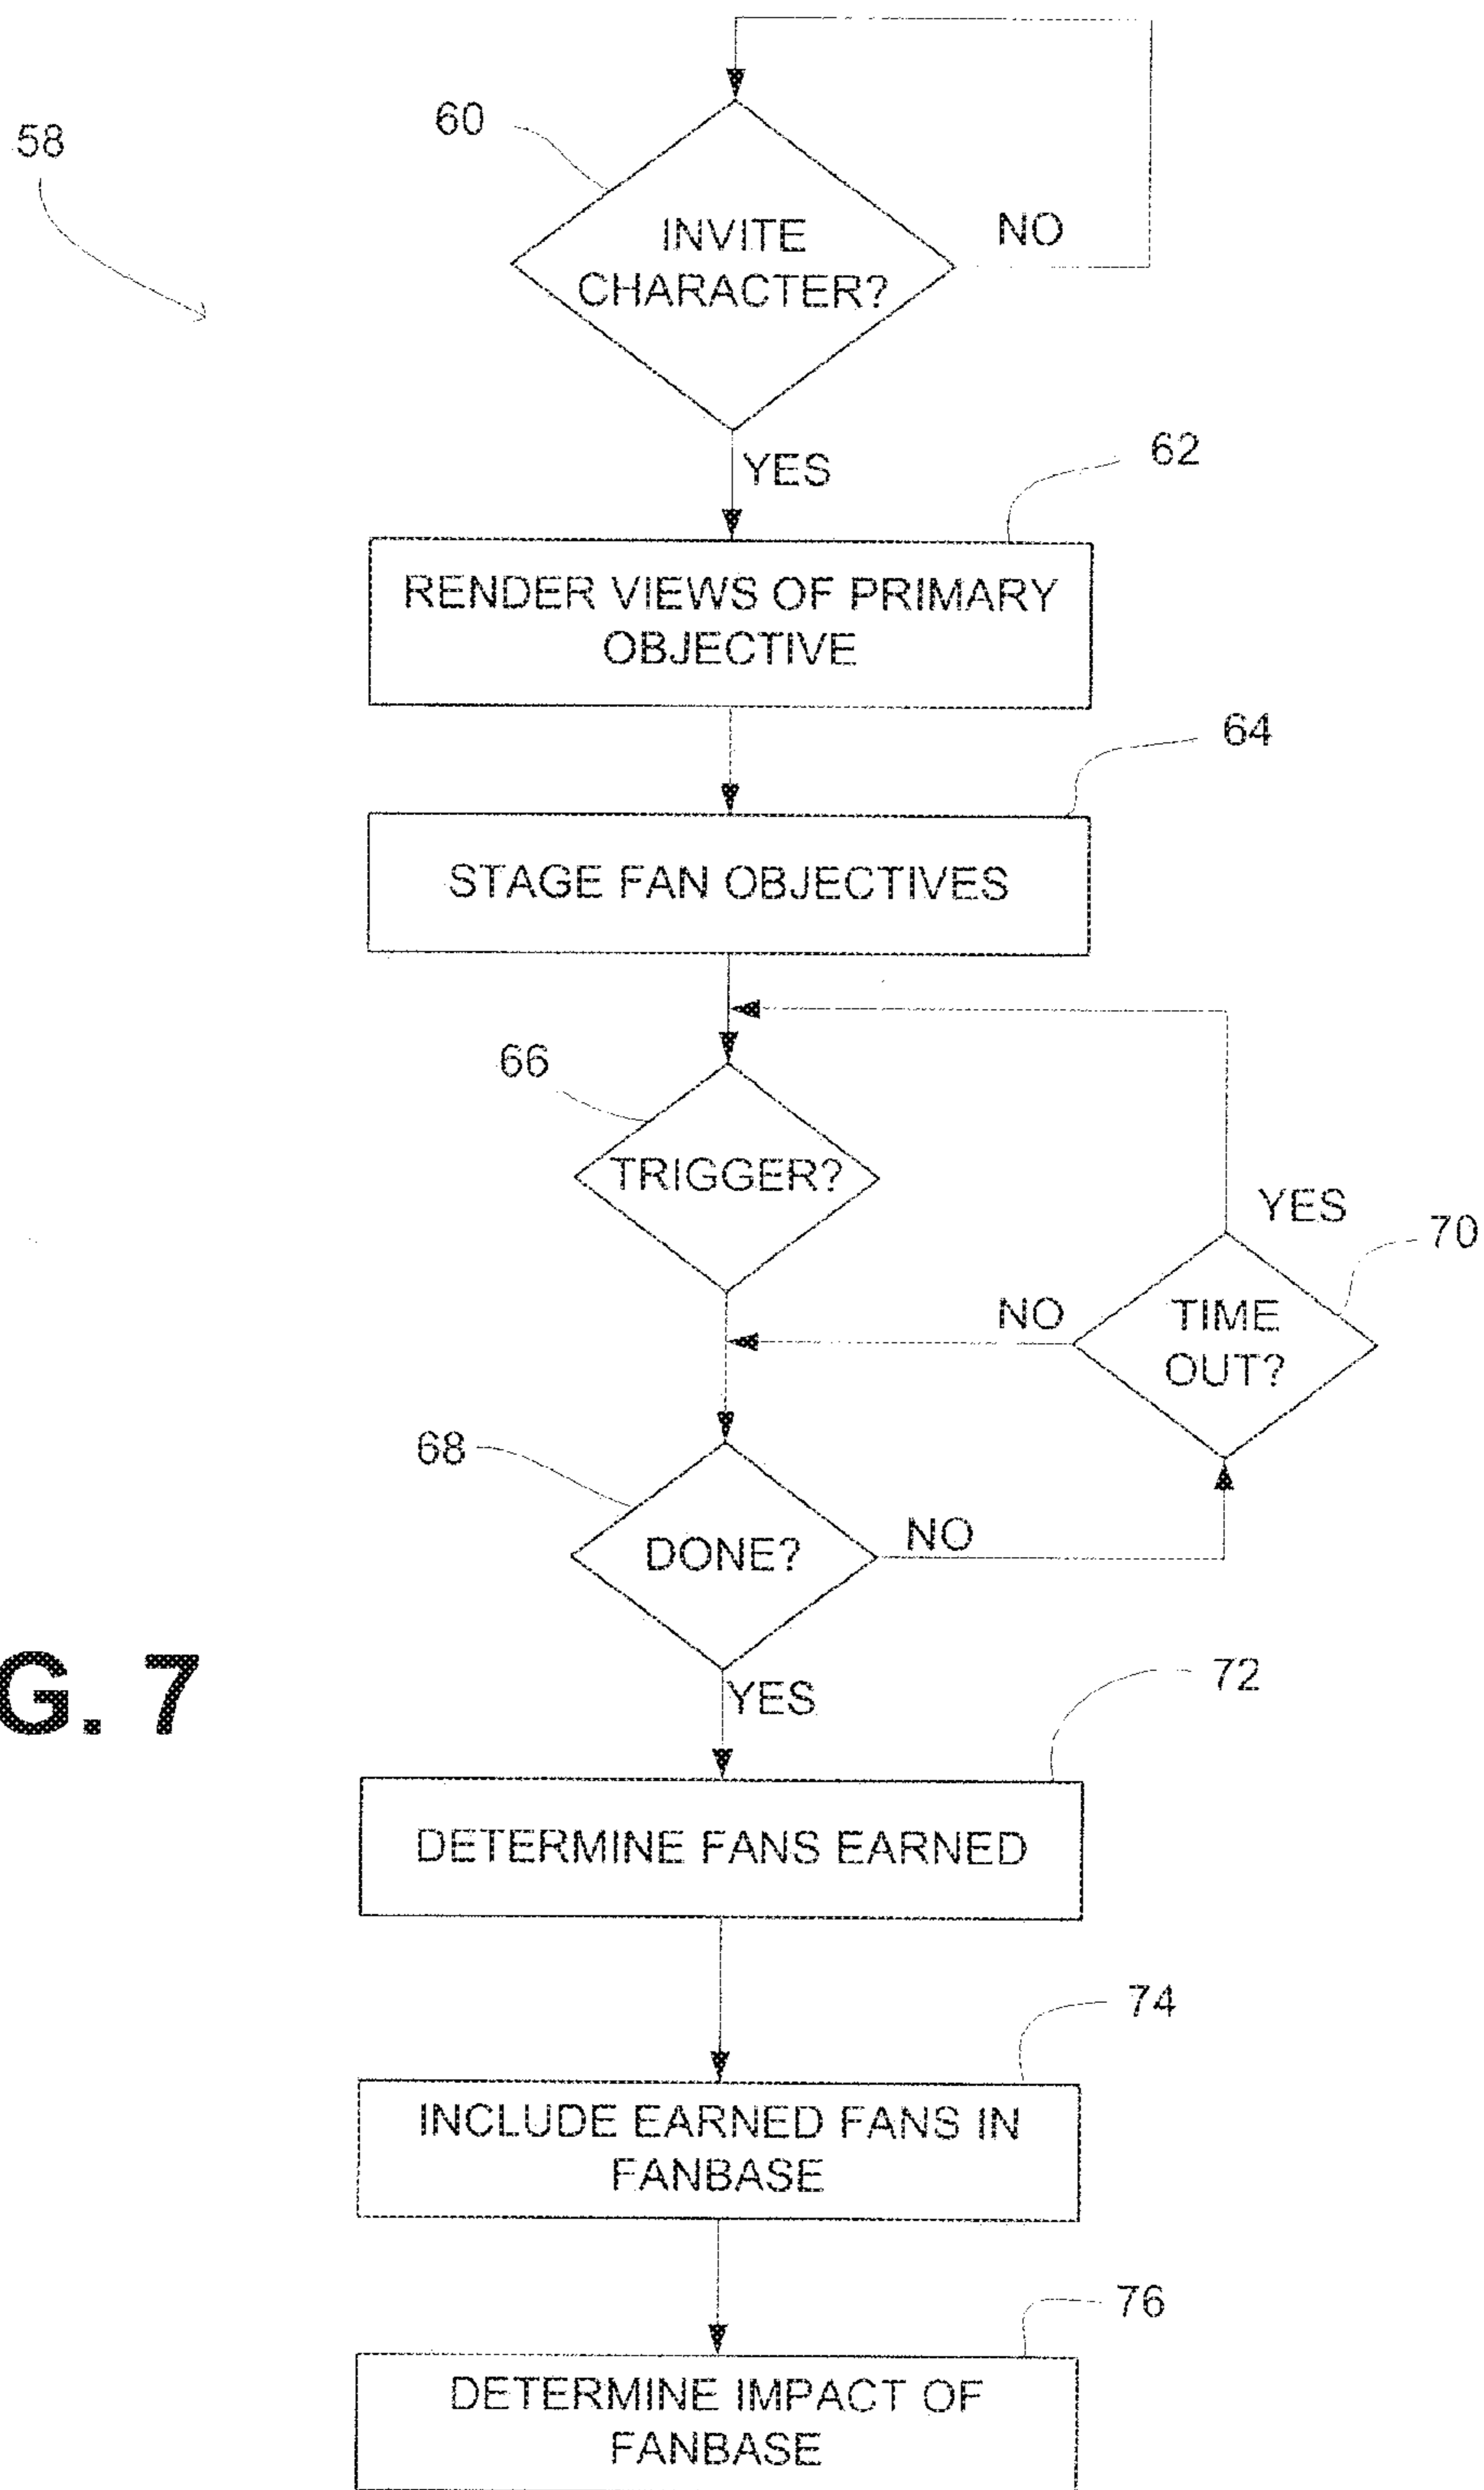 58
60
INVITE
CHARACTER?
NO
YES
62
RENDER VIEWS OF PRIMARY
OBJECTIVE
64
STAGE FAN OBJECTIVES
66
TRIGGER?
YES
70
NO
TIME
OUT?
68
DONE?
NO
YES
G. 7
72
DETERMINE FANS EARNED
74
INCLUDE EARNED FANS IN
FANBASE
76
DETERMINE IMPACT OF
FANBASE